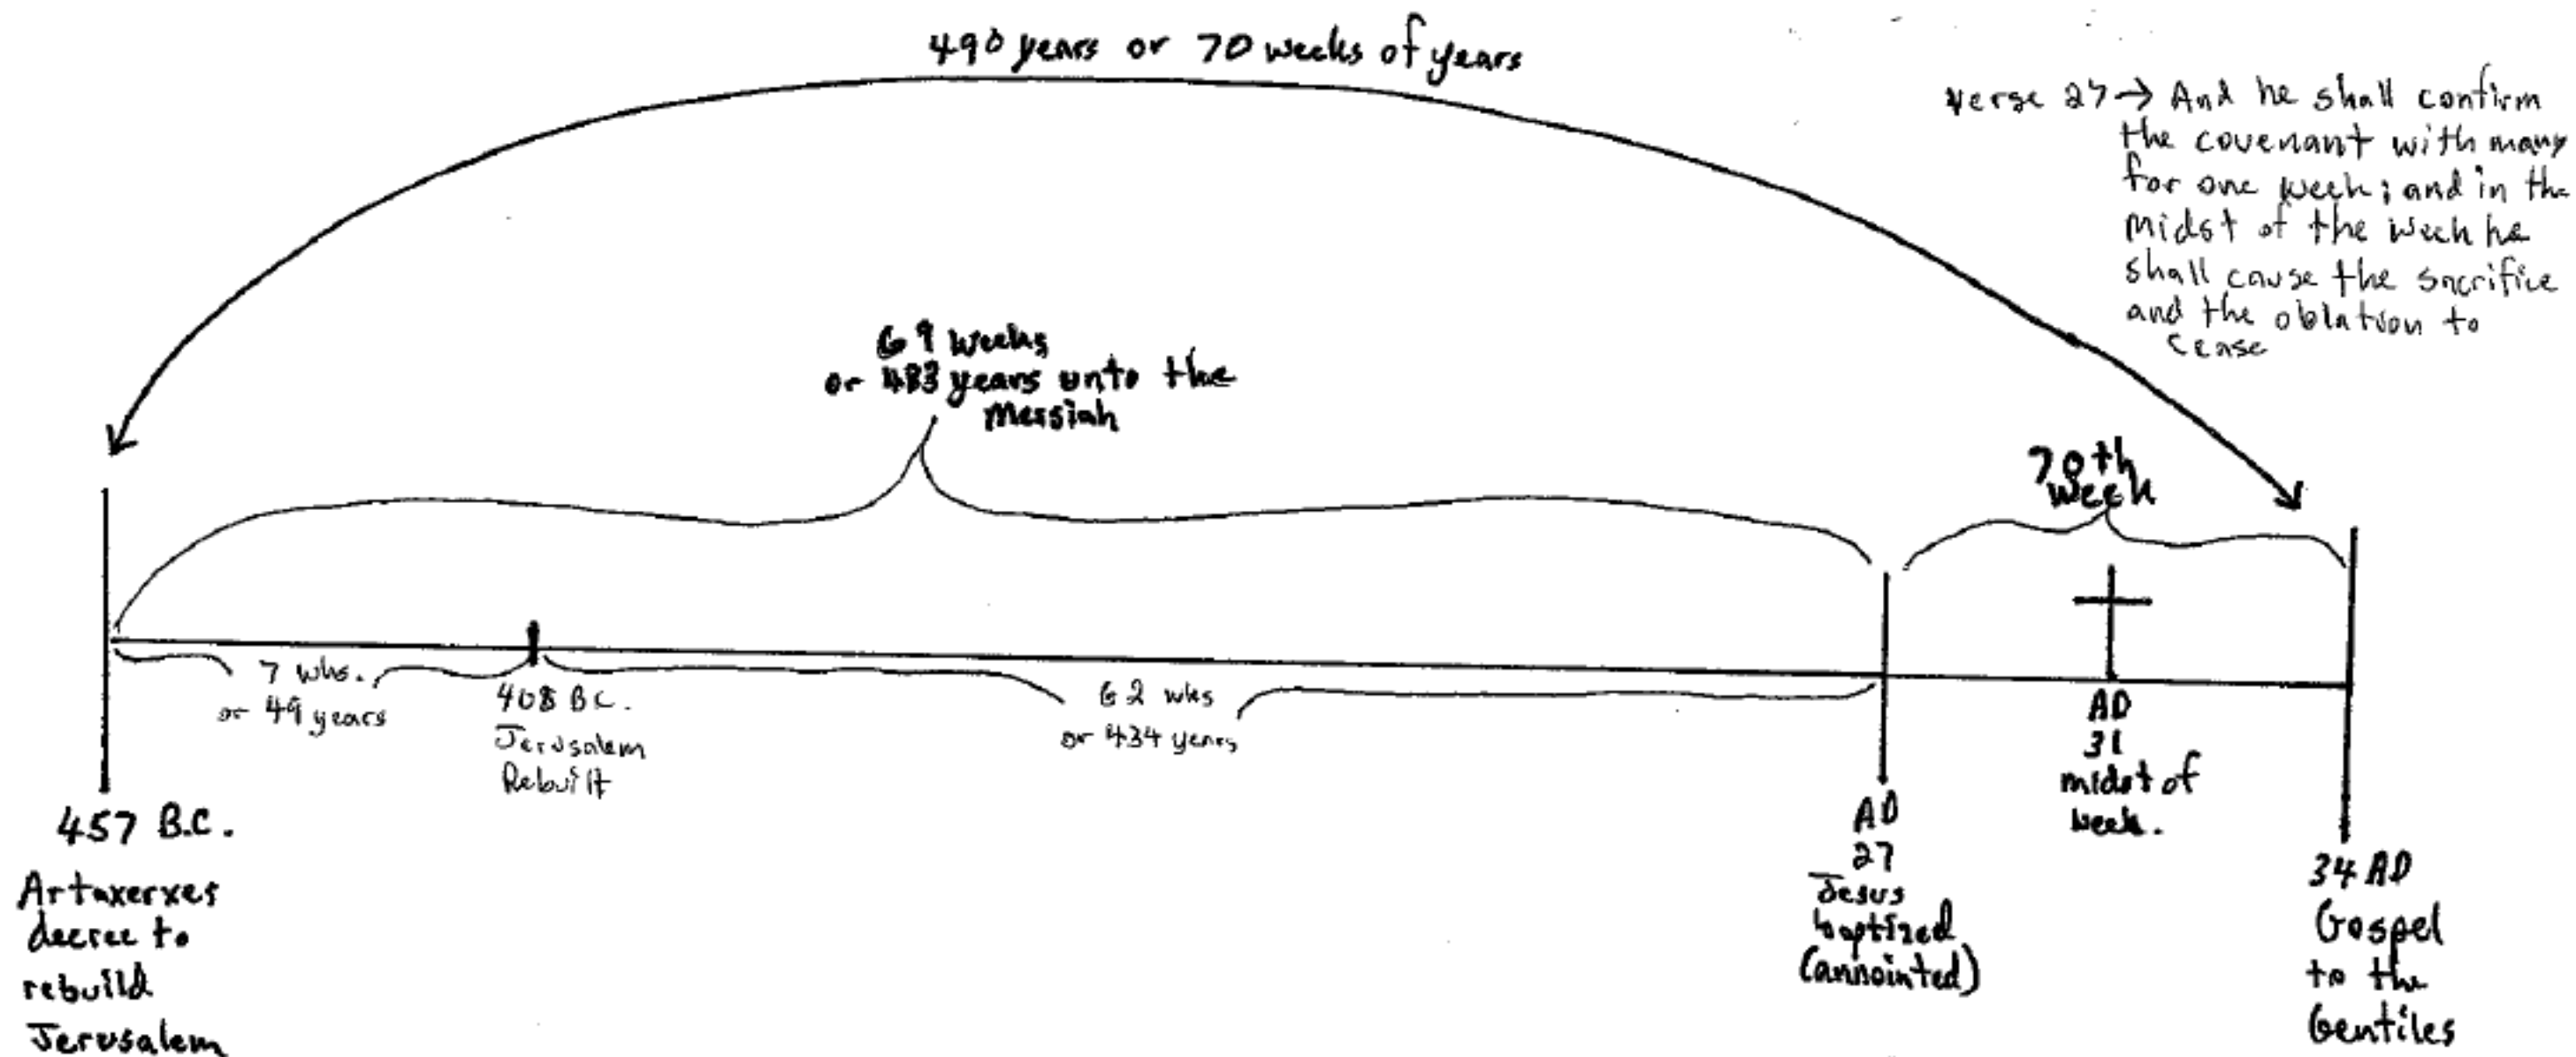 490 years or 70 weeks of years
verse 27→ And he shall confirm
the covenant with many
for one week; and in the
midst of the week he
shall cause the sacrifice
and the oblation to
cease
69 weeks
or 483 years unto the
Messiah
70th
week
7 wks.
or 49 years
408 B.C.
Jerusalem
Rebuilt
62 wks
or 434 years
457 B.C.
Artaxerxes
decree to
rebuild
Jerusalem
AD
27
Jesus
baptized
(annointed)
AD
31
midst of
week.
34 AD
Gospel
to the
Gentiles